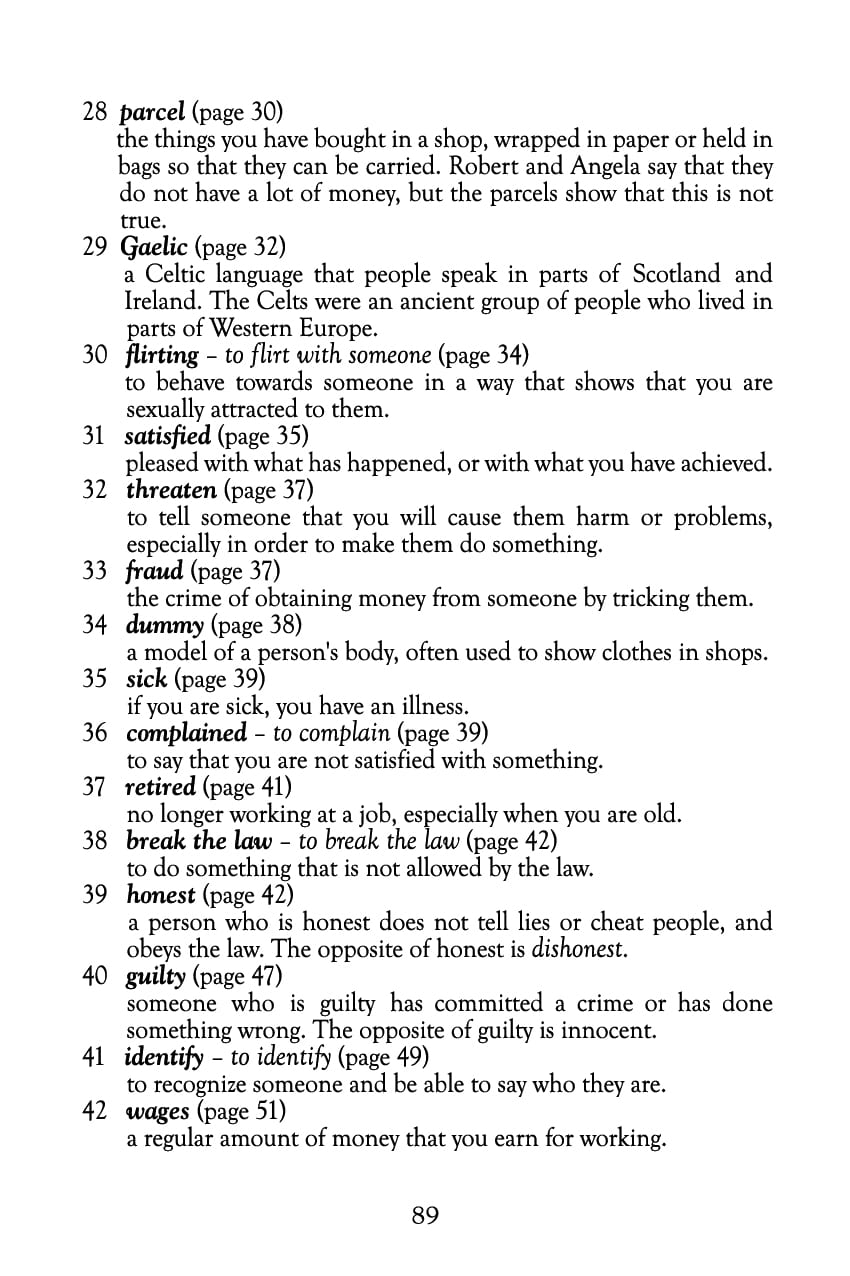 28 parcel (page 30)
the things you have bought in a shop, wrapped in paper or held in
bags so that they can be carried. Robert and Angela say that they
do not have a lot of money, but the parcels show that this is not
true.
29 Gaelic (page 32)
a Celtic language that people speak in parts of Scotland and
Ireland. The Celts were an ancient group of people who lived in
parts of Western Europe.
30 flirting – to flirt with someone (page 34)
to behave towards someone in a way that shows that you are
sexually attracted to them.
31 satisfied (page 35)
pleased with what has happened, or with what you have achieved.
32 threaten (page 37)
to tell someone that you will cause them harm or problems,
especially in order to make them do something.
33 fraud (page 37)
the crime of obtaining money from someone by tricking them.
34 dummy (page 38)
a model of a person's body, often used to show clothes in shops.
35 sick (page 39)
if you are sick, you have an illness.
36 complained – to complain (page 39)
to say that you are not satisfied with something.
37 retired (page 41)
no longer working at a job, especially when you are old.
38 break the law – to break the law (page 42)
to do something that is not allowed by the law.
39 honest (page 42)
a person who is honest does not tell lies or cheat people, and
obeys the law. The opposite of honest is dishonest.
40 guilty (page 47)
someone who is guilty has committed a crime or has done
something wrong. The opposite of guilty is innocent.
41 identify – to identify (page 49)
to recognize someone and be able to say who they are.
42 wages (page 51)
a regular amount of money that you earn for working.
89